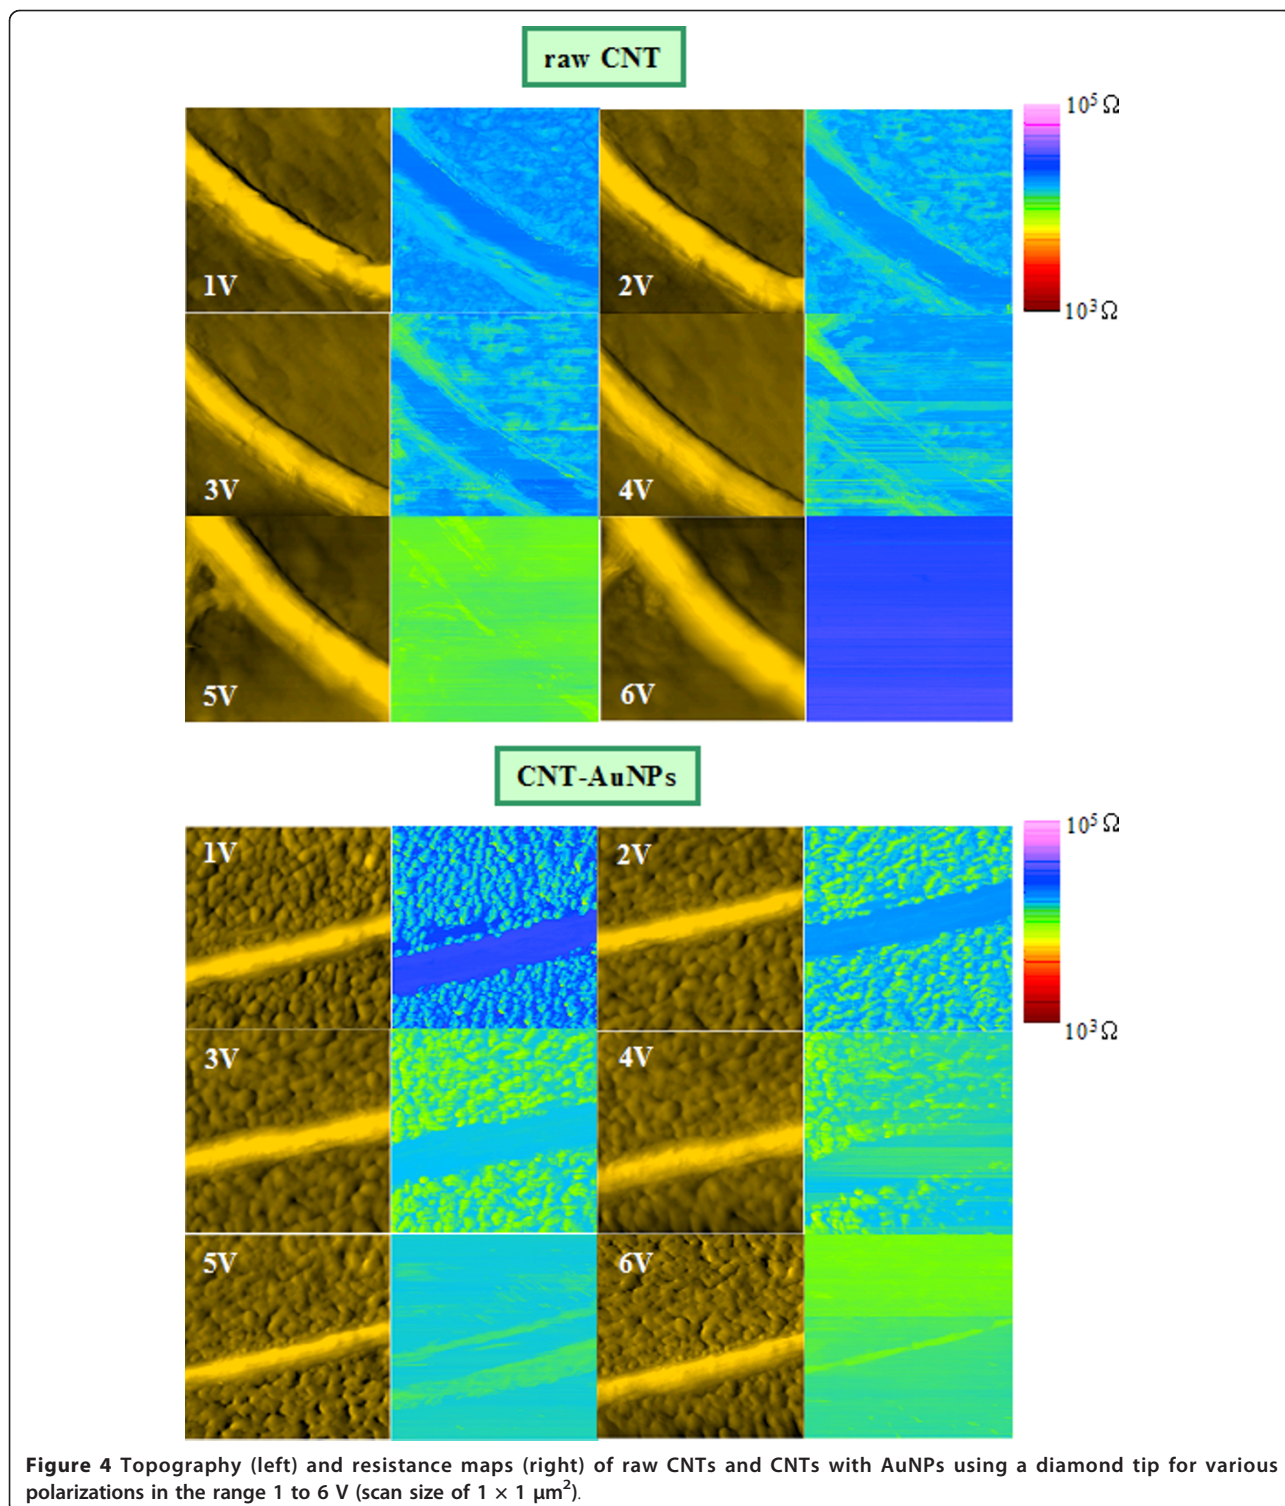 raw CNT
10⁵ Ω
1V
2V
10³ Ω
3V
4V
5V
6V
CNT-AuNPs
10⁵ Ω
1V
2V
10³ Ω
3V
4V
5V
6V
Figure 4 Topography (left) and resistance maps (right) of raw CNTs and CNTs with AuNPs using a diamond tip for various
polarizations in the range 1 to 6 V (scan size of 1 × 1 μm²).